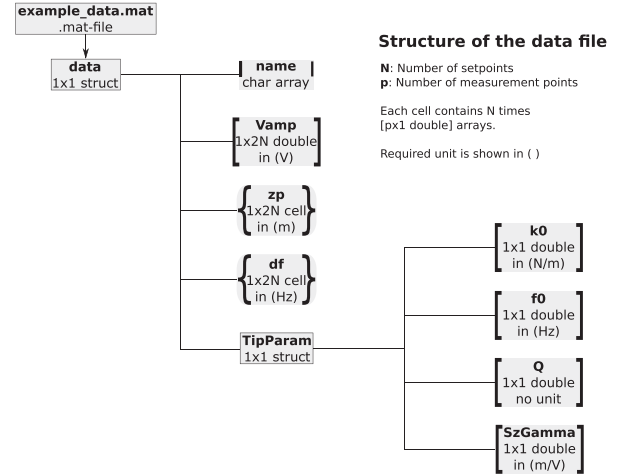 example_data.mat
.mat-file
data
1x1 struct
name
char array
Vamp
1x2N double
in (V)
zp
1x2N cell
in (m)
df
1x2N cell
in (Hz)
TipParam
1x1 struct
Structure of the data file
N: Number of setpoints
p: Number of measurement points
Each cell contains N times
[px1 double] arrays.
Required unit is shown in ( )
k0
1x1 double
in (N/m)
f0
1x1 double
in (Hz)
Q
1x1 double
no unit
SzGamma
1x1 double
in (m/V)